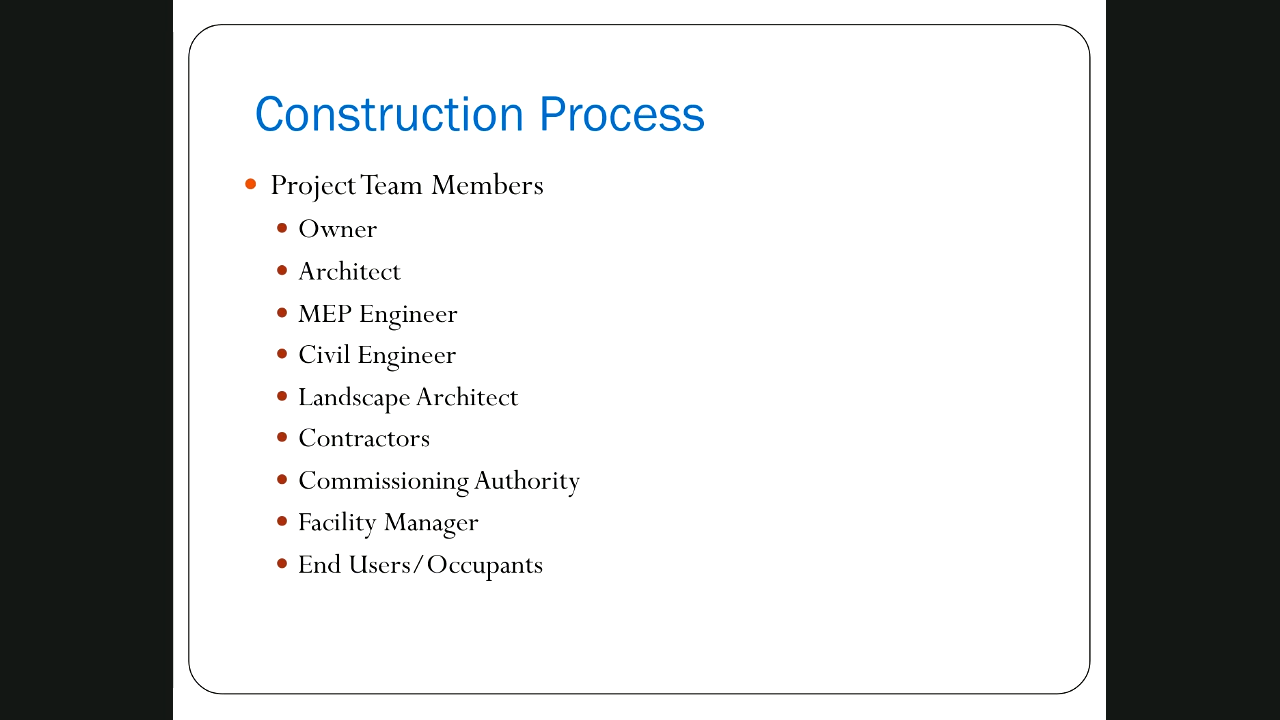 Construction Process
Project Team Members
Owner
Architect
MEP Engineer
Civil Engineer
Landscape Architect
Contractors
Commissioning Authority
Facility Manager
End Users/Occupants